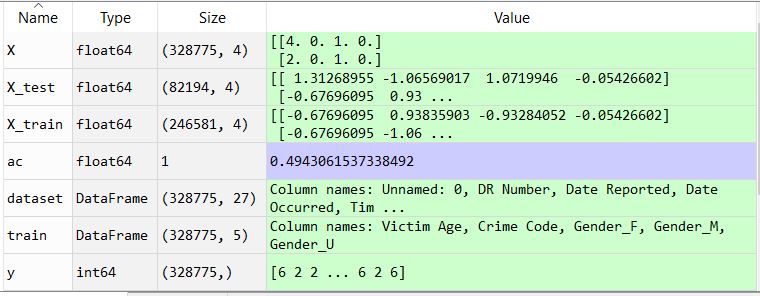 Name Type Size Value
X float64 (328775, 4) [[4. 0. 1. 0.]
[2. 0. 1. 0.]
X_test float64 (82194, 4) [[ 1.31268955 -1.06569017 1.0719946 -0.05426602]
[-0.67696095 0.93 ...
X_train float64 (246581, 4) [[-0.67696095 0.93835903 -0.93284052 -0.05426602]
[-0.67696095 -1.06 ...
ac float64 1 0.4943061537338492
dataset DataFrame (328775, 27) Column names: Unnamed: 0, DR Number, Date Reported, Date
Occurred, Tim ...
train DataFrame (328775, 5) Column names: Victim Age, Crime Code, Gender_F, Gender_M,
Gender_U
y int64 (328775,) [6 2 2 ... 6 2 6]